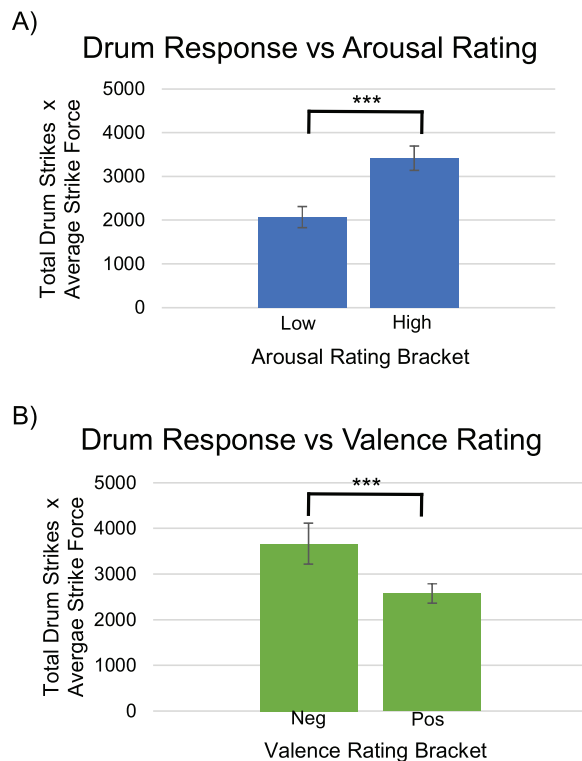 A)
Drum Response vs Arousal Rating
Total Drum Strikes x
Average Strike Force
5000
4000
3000
2000
1000
0
***
Low High
Arousal Rating Bracket
B)
Drum Response vs Valence Rating
Total Drum Strikes x
Avergae Strike Force
5000
4000
3000
2000
1000
0
***
Neg Pos
Valence Rating Bracket